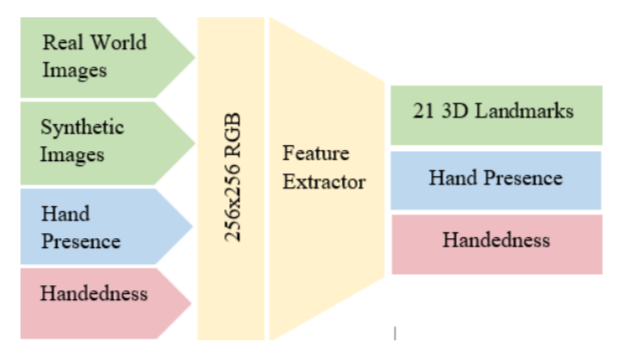 Real World
Images
Synthetic
Images
Hand
Presence
Handedness
256x256 RGB
Feature
Extractor
21 3D Landmarks
Hand Presence
Handedness